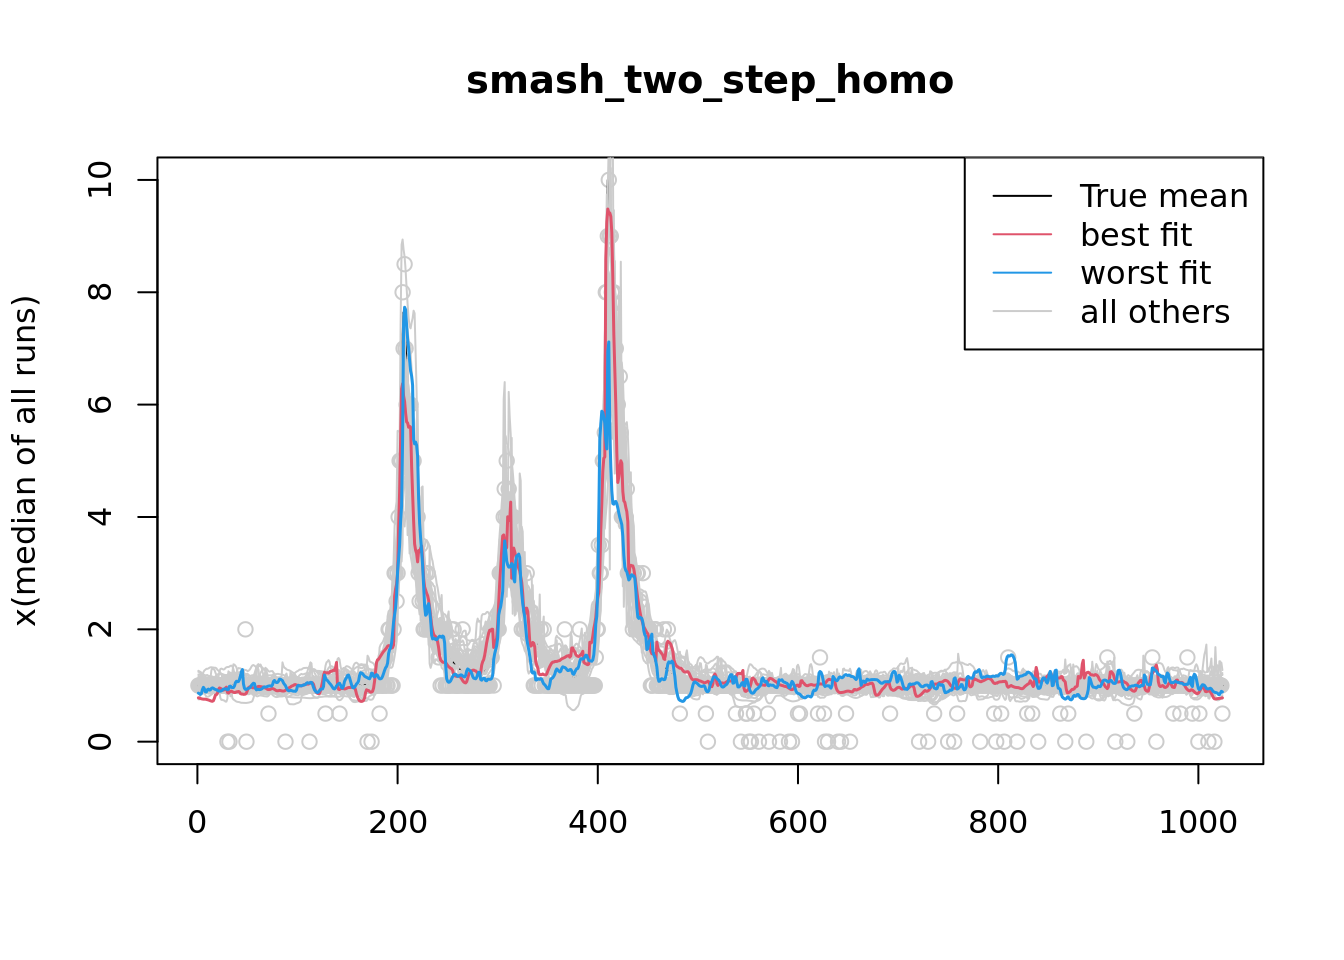 smash_two_step_homo
x(median of all runs)
10
8
6
4
2
0
True mean
best fit
worst fit
all others
0 200 400 600 800 1000